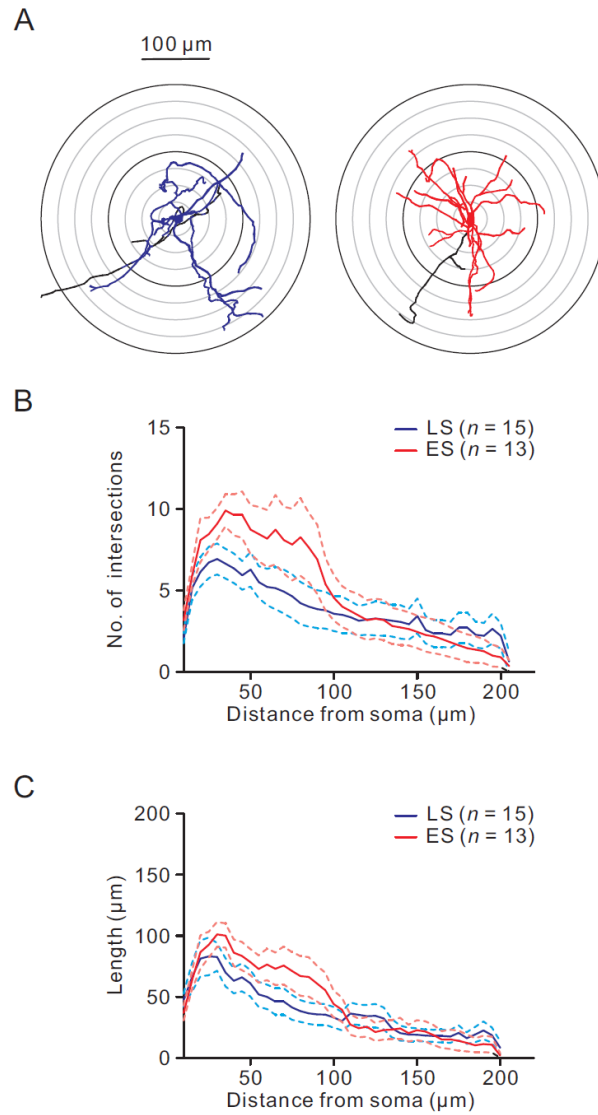 A
100 µm
B
15
10
5
0
No. of intersections
LS (n = 15)
ES (n = 13)
50
100
150
200
Distance from soma (µm)
C
200
150
100
50
0
Length (µm)
LS (n = 15)
ES (n = 13)
50
100
150
200
Distance from soma (µm)